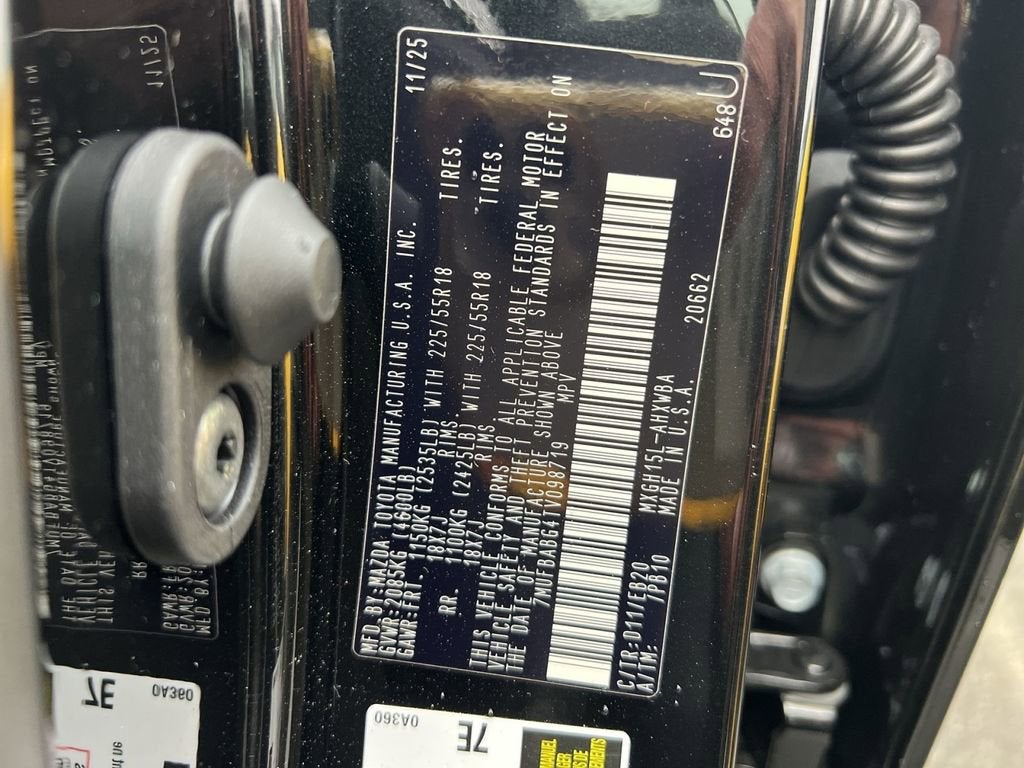 MFD.BY:MAZDA TOYOTA MANUFACTURING U.S.A. INC. 11/25
GVWR:2085KG(4600LB)
GAWR:FRT. 1150KG (2535LB) WITH 225/55R18 TIRES.
18X7J RIMS.
RR. 1100KG (2425LB) WITH 225/55R18 TIRES.
18X7J RIMS.
THIS VEHICLE CONFORMS TO ALL APPLICABLE FEDERAL MOTOR
VEHICLE SAFETY AND THEFT PREVENTION STANDARDS IN EFFECT ON
THE DATE OF MANUFACTURE SHOWN ABOVE.
7MUFBABG41V098719 MPV
C/TR:D11/EB20 MXGH15L-AHXWBA
A/TM: /PB10 MADE IN U.S.A. 20662 648 U
0A360
7E